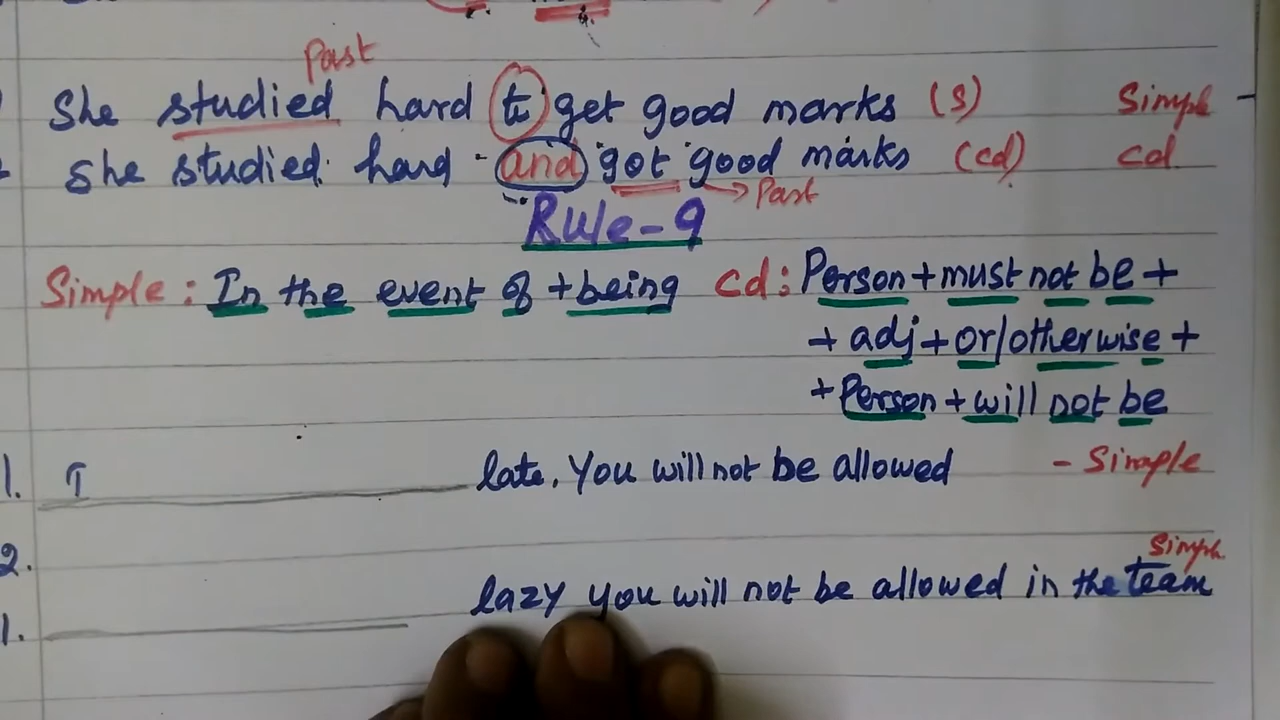 Past
She studied hard to get good marks (S) Simple
She studied hard and got good marks (cd) cd
Past
Rule-9
Simple: In the event of + being cd: Person + must not be +
+ adj + or/otherwise +
+ Person + will not be
1. I late. You will not be allowed - Simple
2.
Simple
1. lazy you will not be allowed in the team